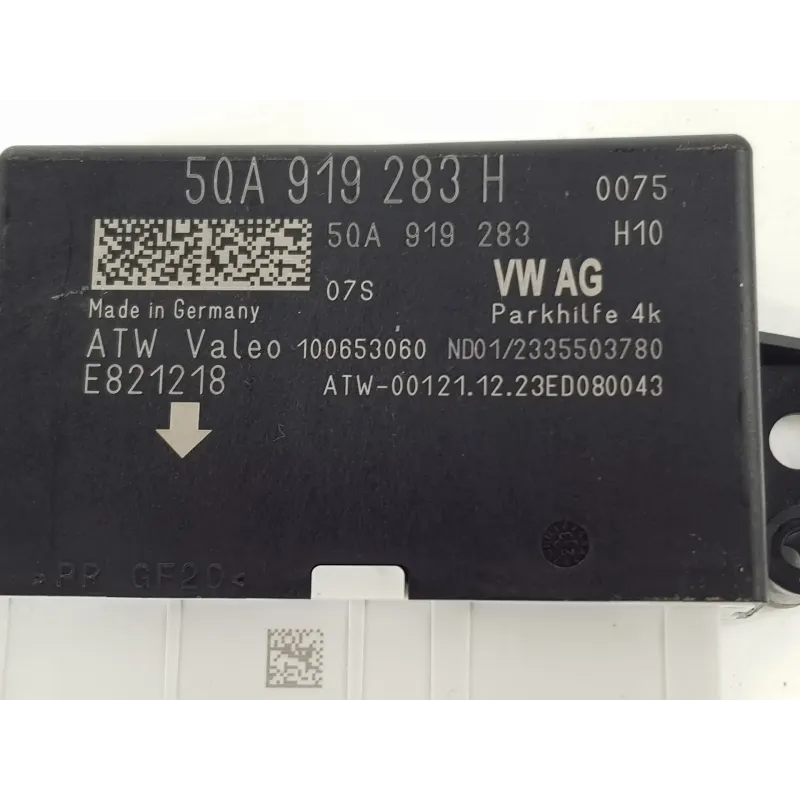 5QA 919 283 H 0075
5QA 919 283 H10
07S VW AG
Made in Germany Parkhilfe 4k
ATW Valeo 100653060 ND01/2335503780
E821218 ATW-00121.12.23ED080043
>PP GF20<